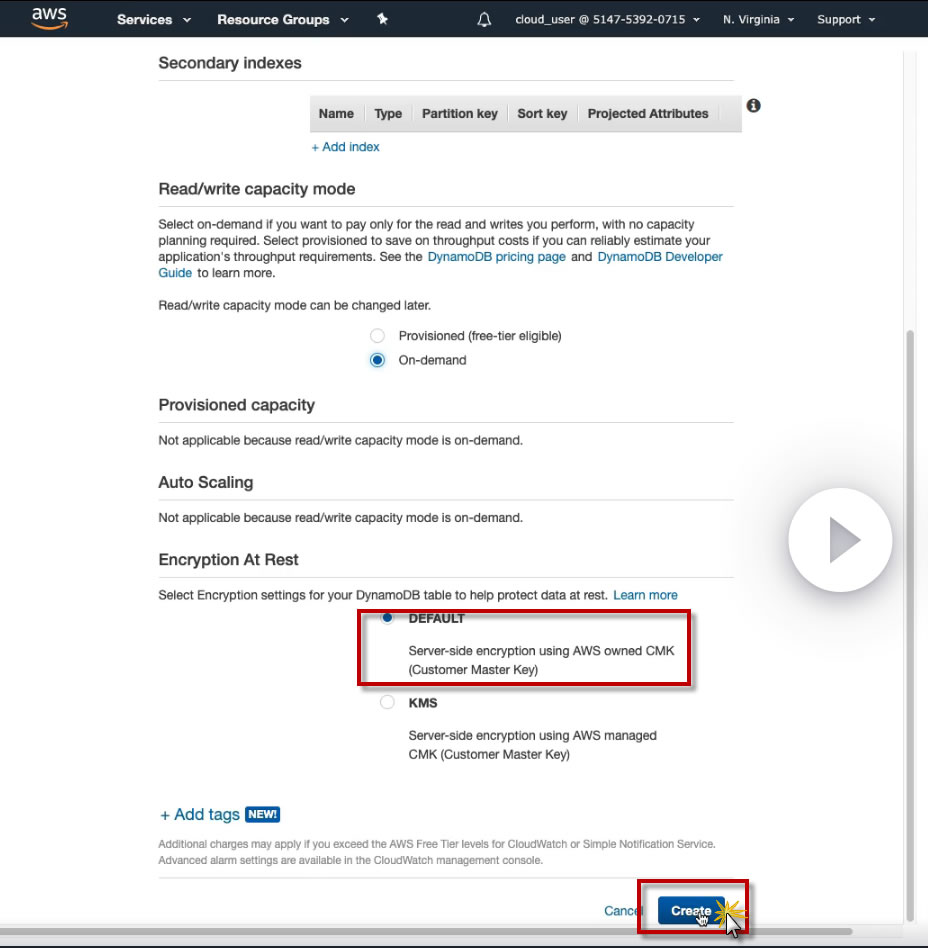 aws Services Resource Groups cloud_user @ 5147-5392-0715 N. Virginia Support
Secondary indexes
Name Type Partition key Sort key Projected Attributes
+ Add index
Read/write capacity mode
Select on-demand if you want to pay only for the read and writes you perform, with no capacity
planning required. Select provisioned to save on throughput costs if you can reliably estimate your
application's throughput requirements. See the DynamoDB pricing page and DynamoDB Developer
Guide to learn more.
Read/write capacity mode can be changed later.
Provisioned (free-tier eligible)
On-demand
Provisioned capacity
Not applicable because read/write capacity mode is on-demand.
Auto Scaling
Not applicable because read/write capacity mode is on-demand.
Encryption At Rest
Select Encryption settings for your DynamoDB table to help protect data at rest. Learn more
DEFAULT
Server-side encryption using AWS owned CMK
(Customer Master Key)
KMS
Server-side encryption using AWS managed
CMK (Customer Master Key)
+ Add tags NEW!
Additional charges may apply if you exceed the AWS Free Tier levels for CloudWatch or Simple Notification Service.
Advanced alarm settings are available in the CloudWatch management console.
Cancel Create